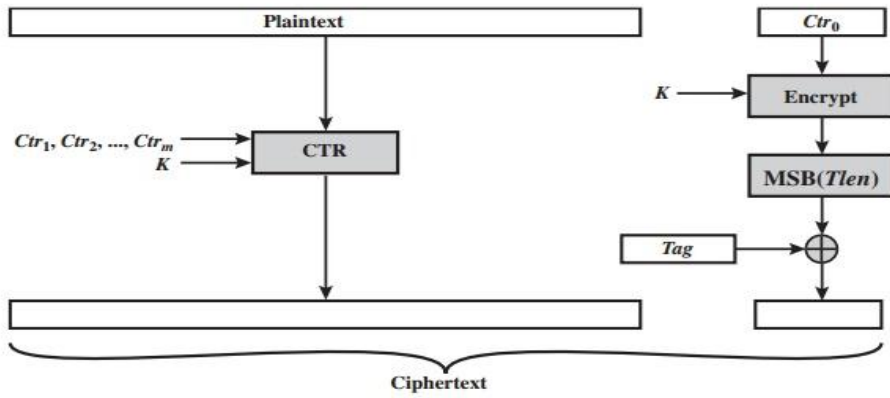 Plaintext
Ctr₀
K
Encrypt
Ctr₁, Ctr₂, ..., Ctrₘ
K
CTR
MSB(Tlen)
Tag
Ciphertext